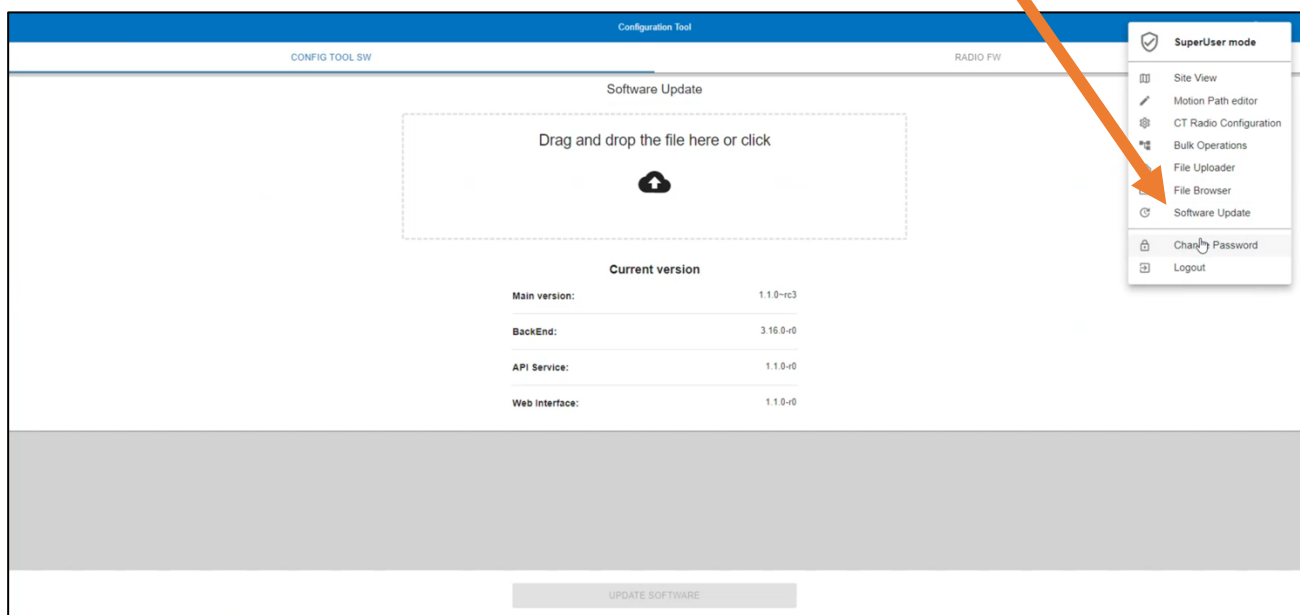 Configuration Tool
CONFIG TOOL SW
RADIO FW
Software Update
Drag and drop the file here or click
Current version
Main version: 1.1.0~rc3
BackEnd: 3.16.0-r0
API Service: 1.1.0-r0
Web Interface: 1.1.0-r0
UPDATE SOFTWARE
SuperUser mode
Site View
Motion Path editor
CT Radio Configuration
Bulk Operations
File Uploader
File Browser
Software Update
Change Password
Logout